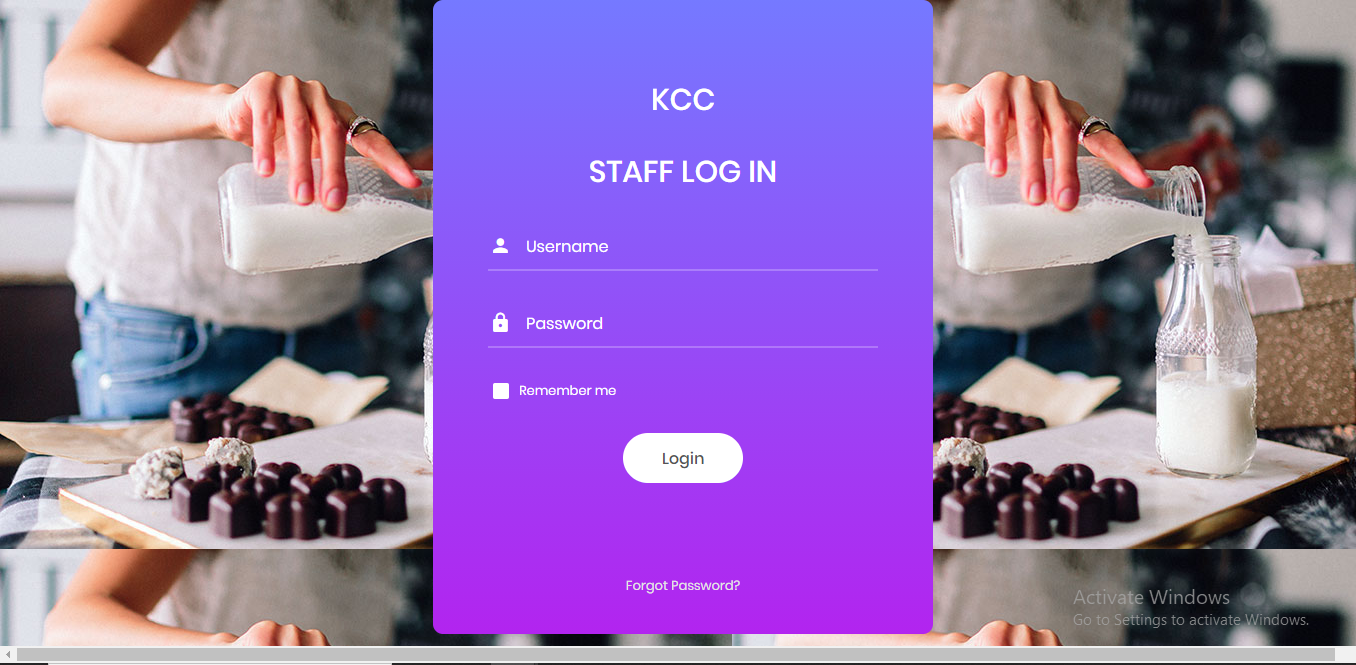 KCC
STAFF LOG IN
Username
Password
Remember me
Login
Forgot Password?
Activate Windows
Go to Settings to activate Windows.